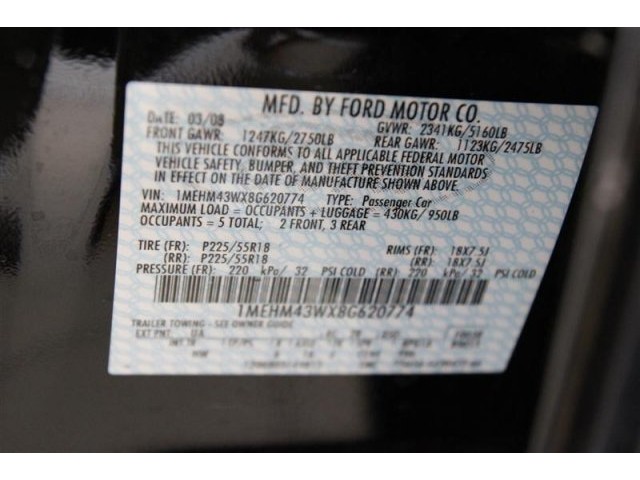 MFD. BY FORD MOTOR CO.
DATE: 03/08 GVWR: 2341KG/5160LB
FRONT GAWR: 1247KG/2750LB REAR GAWR: 1123KG/2475LB
THIS VEHICLE CONFORMS TO ALL APPLICABLE FEDERAL MOTOR
VEHICLE SAFETY, BUMPER, AND THEFT PREVENTION STANDARDS
IN EFFECT ON THE DATE OF MANUFACTURE SHOWN ABOVE.
VIN: 1MEHM43WX8G620774 TYPE: Passenger Car
MAXIMUM LOAD = OCCUPANTS + LUGGAGE = 430KG/950LB
OCCUPANTS = 5 TOTAL: 2 FRONT, 3 REAR
TIRE (FR): P225/55R18 RIMS (FR): 18X7.5J
(RR): P225/55R18 (RR): 18X7.5J
PRESSURE (FR): 220 kPa/ 32 PSI COLD (RR): 220 kPa/ 32 PSI COLD
1MEHM43WX8G620774
TRAILER TOWING - SEE OWNER GUIDE
EXT PNT: UA